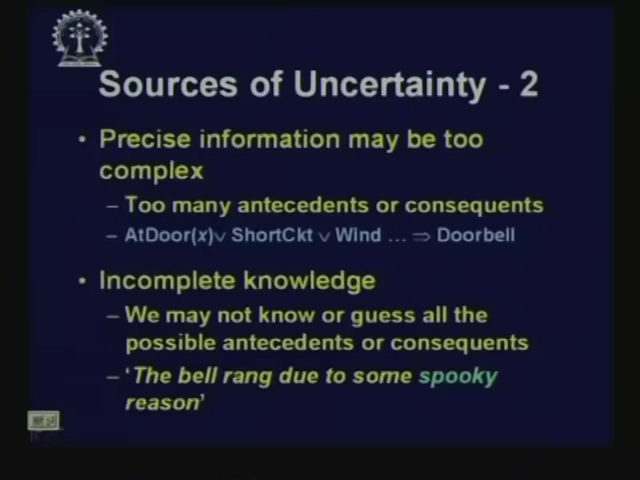 Sources of Uncertainty - 2
• Precise information may be too
complex
– Too many antecedents or consequents
– AtDoor(x)∨ ShortCkt ∨ Wind ... ⇒ Doorbell
• Incomplete knowledge
– We may not know or guess all the
possible antecedents or consequents
– ‘The bell rang due to some spooky
reason’